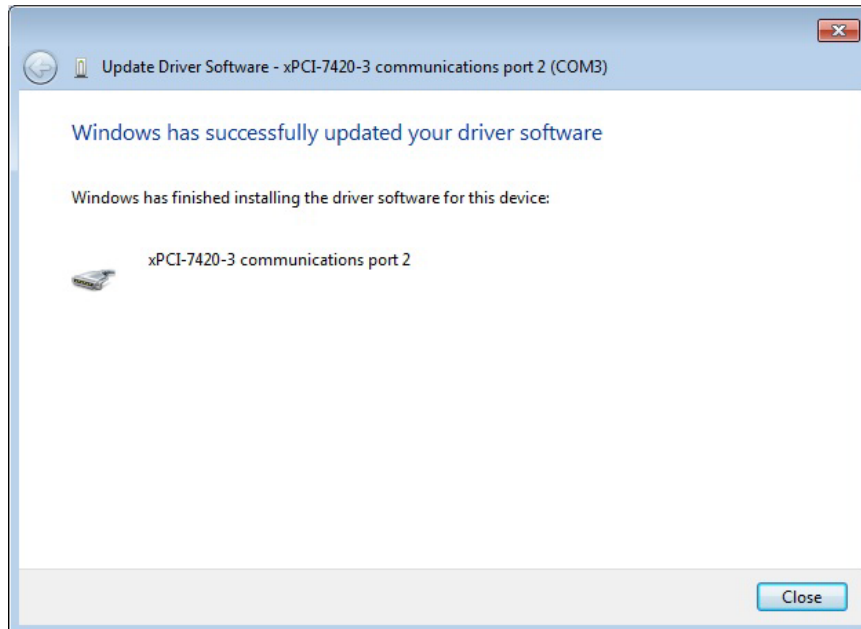 Update Driver Software - xPCI-7420-3 communications port 2 (COM3)
Windows has successfully updated your driver software
Windows has finished installing the driver software for this device:
xPCI-7420-3 communications port 2
Close